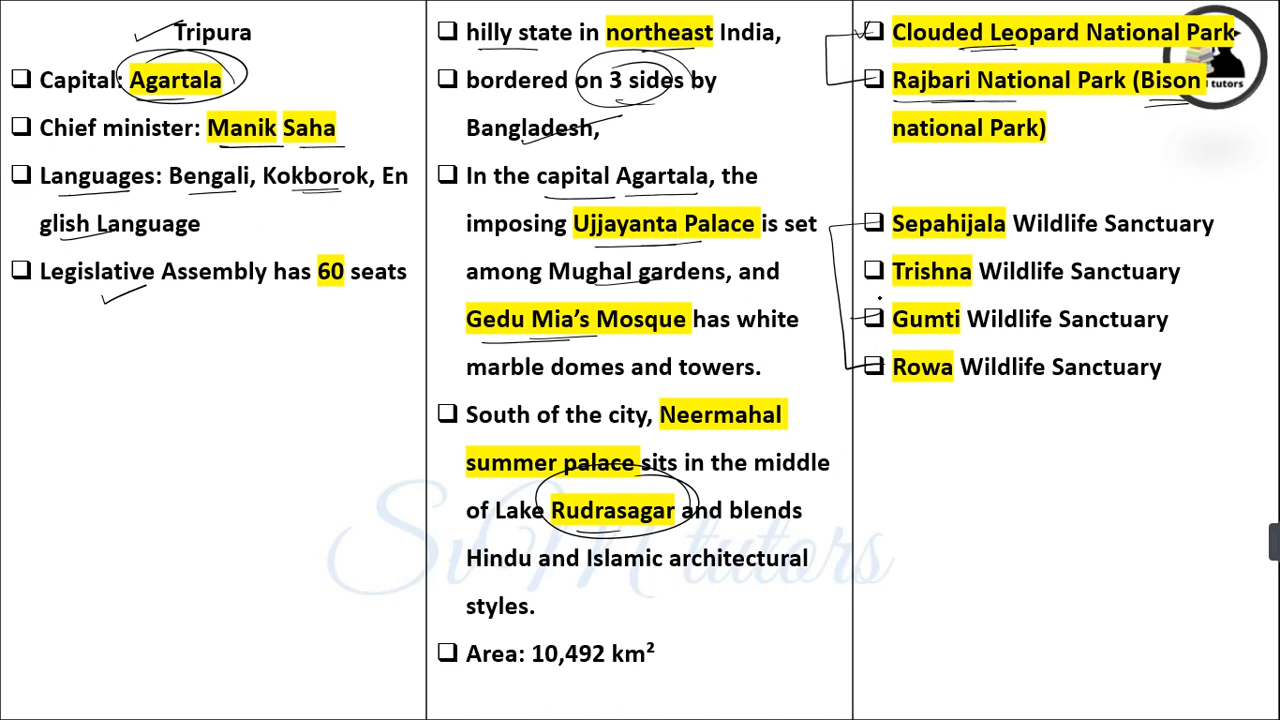 Tripura
❑ Capital: Agartala
❑ Chief minister: Manik Saha
❑ Languages: Bengali, Kokborok, En
glish Language
❑ Legislative Assembly has 60 seats
❑ hilly state in northeast India,
❑ bordered on 3 sides by
Bangladesh,
❑ In the capital Agartala, the
imposing Ujjayanta Palace is set
among Mughal gardens, and
Gedu Mia’s Mosque has white
marble domes and towers.
❑ South of the city, Neermahal
summer palace sits in the middle
of Lake Rudrasagar and blends
Hindu and Islamic architectural
styles.
❑ Area: 10,492 km²
❑ Clouded Leopard National Park
❑ Rajbari National Park (Bison
national Park)
❑ Sepahijala Wildlife Sanctuary
❑ Trishna Wildlife Sanctuary
❑ Gumti Wildlife Sanctuary
❑ Rowa Wildlife Sanctuary
SiM tutors
tutors